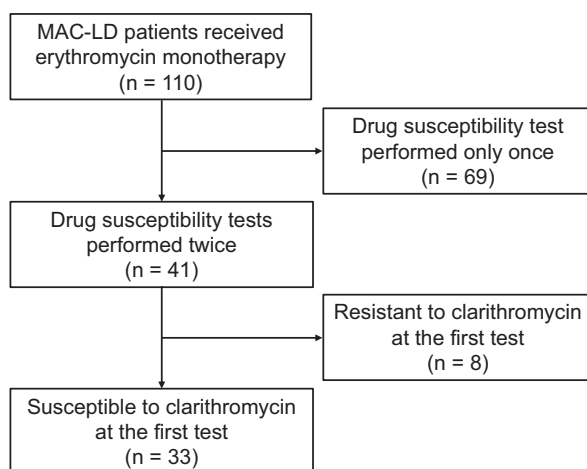 MAC-LD patients received
erythromycin monotherapy
(n = 110)
Drug susceptibility test
performed only once
(n = 69)
Drug susceptibility tests
performed twice
(n = 41)
Resistant to clarithromycin
at the first test
(n = 8)
Susceptible to clarithromycin
at the first test
(n = 33)